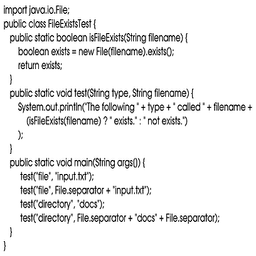 import java.io.File;
public class FileExistsTest {
public static boolean isFileExists(String filename) {
boolean exists = new File(filename).exists();
return exists;
}
public static void test(String type, String filename) {
System.out.println("The following " + type + " called " + filename +
(isFileExists(filename) ? " exists." : " not exists.")
);
}
public static void main(String args[]) {
test("file", "input.txt");
test("file", File.separator + "input.txt");
test("directory", "docs");
test("directory", File.separator + "docs" + File.separator);
}
}